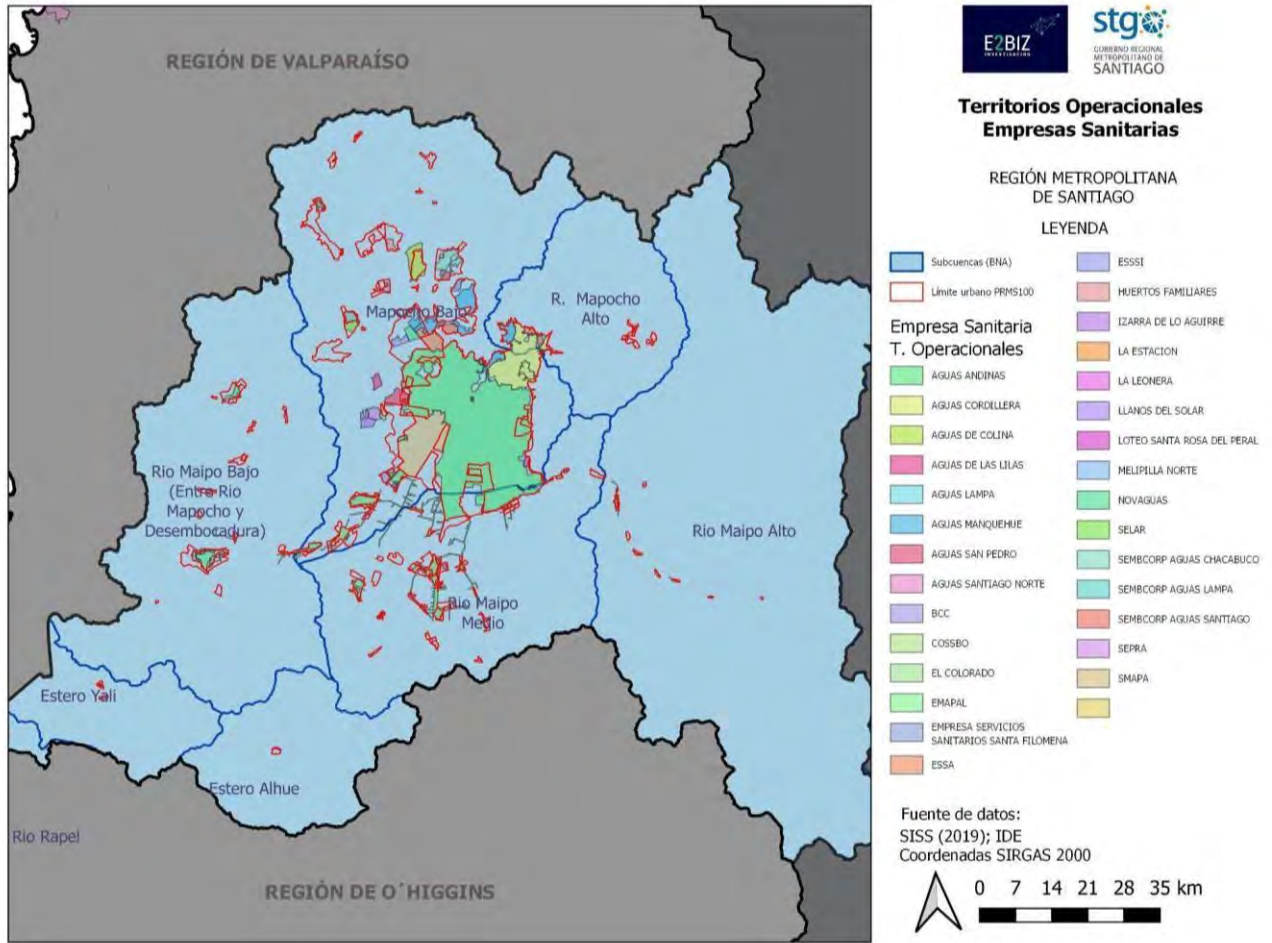 REGIÓN DE VALPARAÍSO
R. Mapocho
Alto
Mapocho Bajo
Rio Maipo Bajo
(Entre Rio
Mapocho y
Desembocadura)
Rio Maipo Alto
Rio Maipo
Medio
Estero Yali
Estero Alhue
Rio Rapel
REGIÓN DE O´HIGGINS
E2BIZ
INVESTIGACIÓN
stgo
GOBIERNO REGIONAL
METROPOLITANO DE
SANTIAGO
Territorios Operacionales
Empresas Sanitarias
REGIÓN METROPOLITANA
DE SANTIAGO
LEYENDA
Subcuencas (BNA)
Límite urbano PRMS100
Empresa Sanitaria
T. Operacionales
AGUAS ANDINAS
AGUAS CORDILLERA
AGUAS DE COLINA
AGUAS DE LAS LILAS
AGUAS LAMPA
AGUAS MANQUEHUE
AGUAS SAN PEDRO
AGUAS SANTIAGO NORTE
BCC
COSSBO
EL COLORADO
EMAPAL
EMPRESA SERVICIOS
SANITARIOS SANTA FILOMENA
ESSA
ESSSI
HUERTOS FAMILIARES
IZARRA DE LO AGUIRRE
LA ESTACION
LA LEONERA
LLANOS DEL SOLAR
LOTEO SANTA ROSA DEL PERAL
MELIPILLA NORTE
NOVAGUAS
SELAR
SEMBCORP AGUAS CHACABUCO
SEMBCORP AGUAS LAMPA
SEMBCORP AGUAS SANTIAGO
SEPRA
SMAPA
Fuente de datos:
SISS (2019); IDE
Coordenadas SIRGAS 2000
0 7 14 21 28 35 km